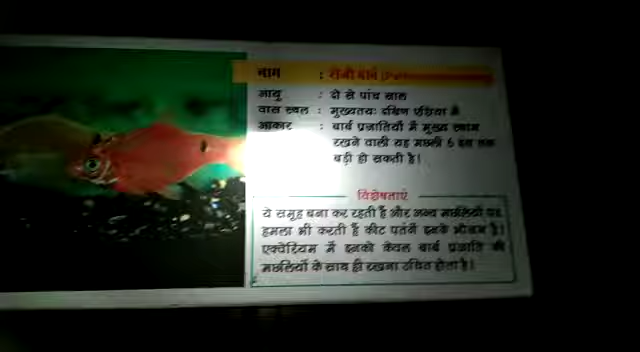 नाम : रोजी बार्ब
आयु : दो से पांच साल
वास स्थल : मुख्यतयः दक्षिण एशिया में
आकार : बार्ब प्रजातियों में मुख्य स्थान
रखने वाली यह मछली 6 इंच तक
बड़ी हो सकती है।
विशेषताएं
ये समूह बना कर रहती हैं और अन्य मछलियों पर
हमला भी करती हैं कीट पतंगें इनके भोजन है।
एक्वेरियम में इनको केवल बार्ब प्रजाति की
मछलियों के साथ ही रखना उचित होता है।